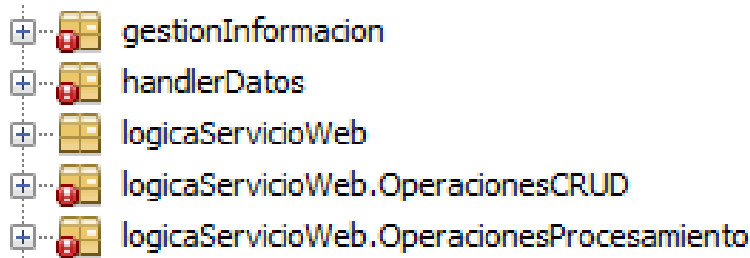 gestionInformacion
handlerDatos
logicaServicioWeb
logicaServicioWeb.OperacionesCRUD
logicaServicioWeb.OperacionesProcesamiento